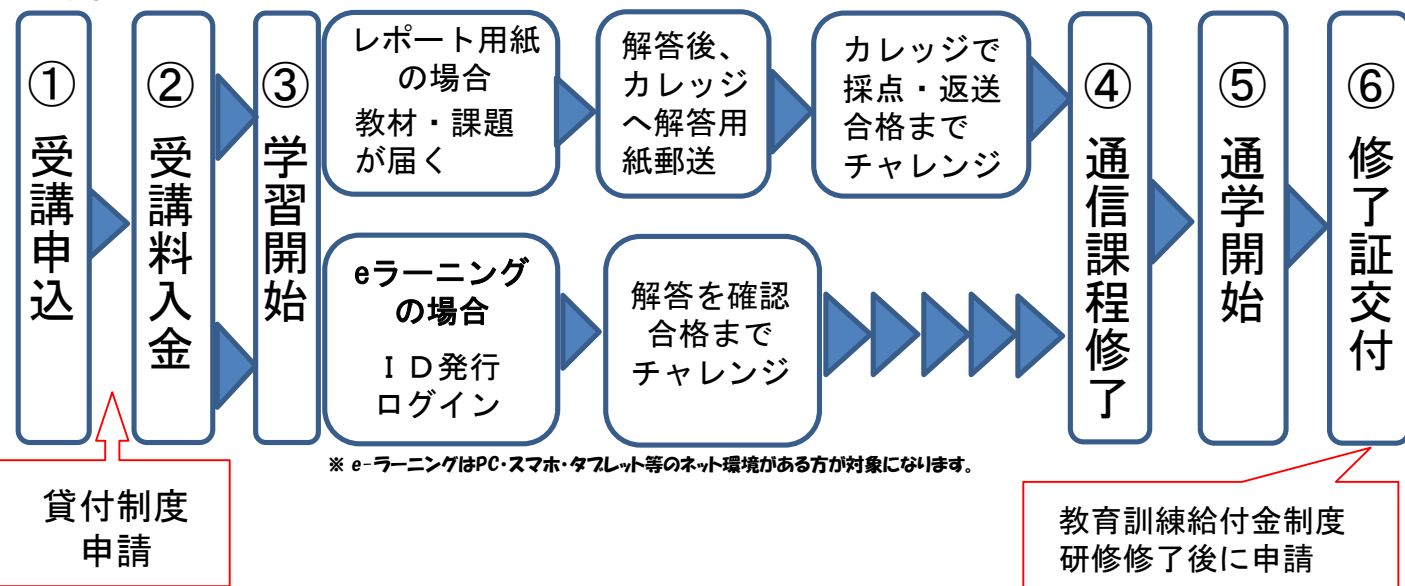 ①受講申込
②受講料入金
③学習開始
レポート用紙
の場合
教材・課題
が届く
解答後、
カレッジ
へ解答用
紙郵送
カレッジで
採点・返送
合格まで
チャレンジ
eラーニング
の場合
ＩＤ発行
ログイン
解答を確認
合格まで
チャレンジ
④通信課程修了
⑤通学開始
⑥修了証交付
※ e-ラーニングはPC・スマホ・タブレット等のネット環境がある方が対象になります。
貸付制度
申請
教育訓練給付金制度
研修修了後に申請